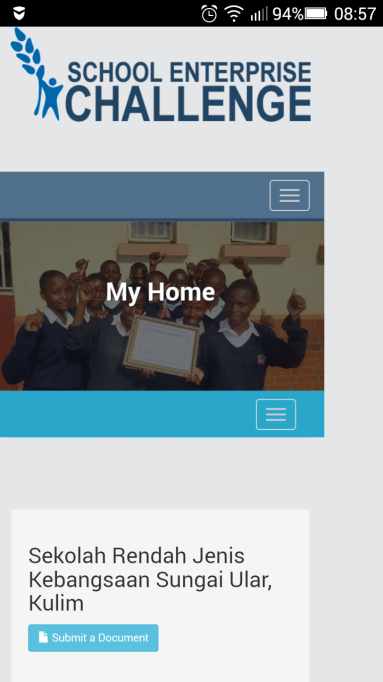 94% 08:57
SCHOOL ENTERPRISE
CHALLENGE
My Home
Sekolah Rendah Jenis
Kebangsaan Sungai Ular,
Kulim
Submit a Document